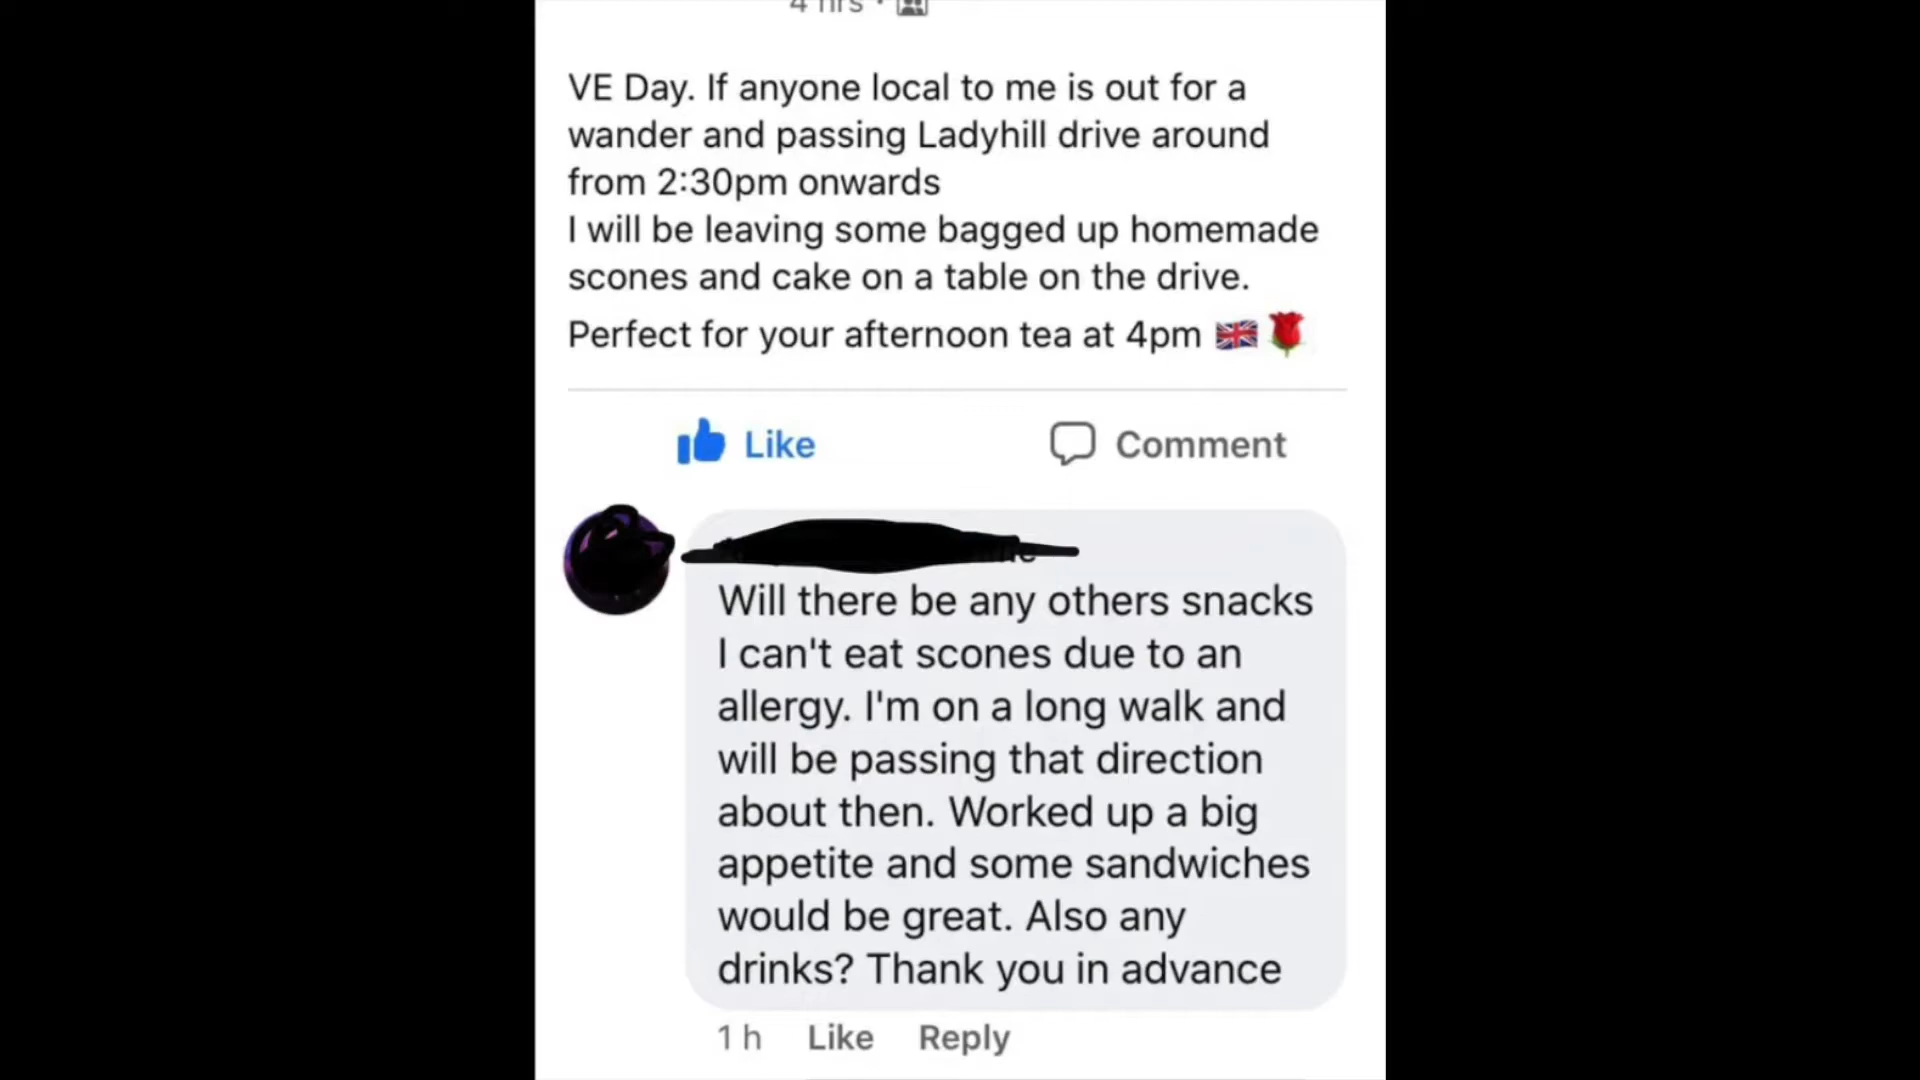 4 hrs ·
VE Day. If anyone local to me is out for a
wander and passing Ladyhill drive around
from 2:30pm onwards
I will be leaving some bagged up homemade
scones and cake on a table on the drive.
Perfect for your afternoon tea at 4pm 🇬🇧🌹
Like
Comment
Will there be any others snacks
I can't eat scones due to an
allergy. I'm on a long walk and
will be passing that direction
about then. Worked up a big
appetite and some sandwiches
would be great. Also any
drinks? Thank you in advance
1 h Like Reply